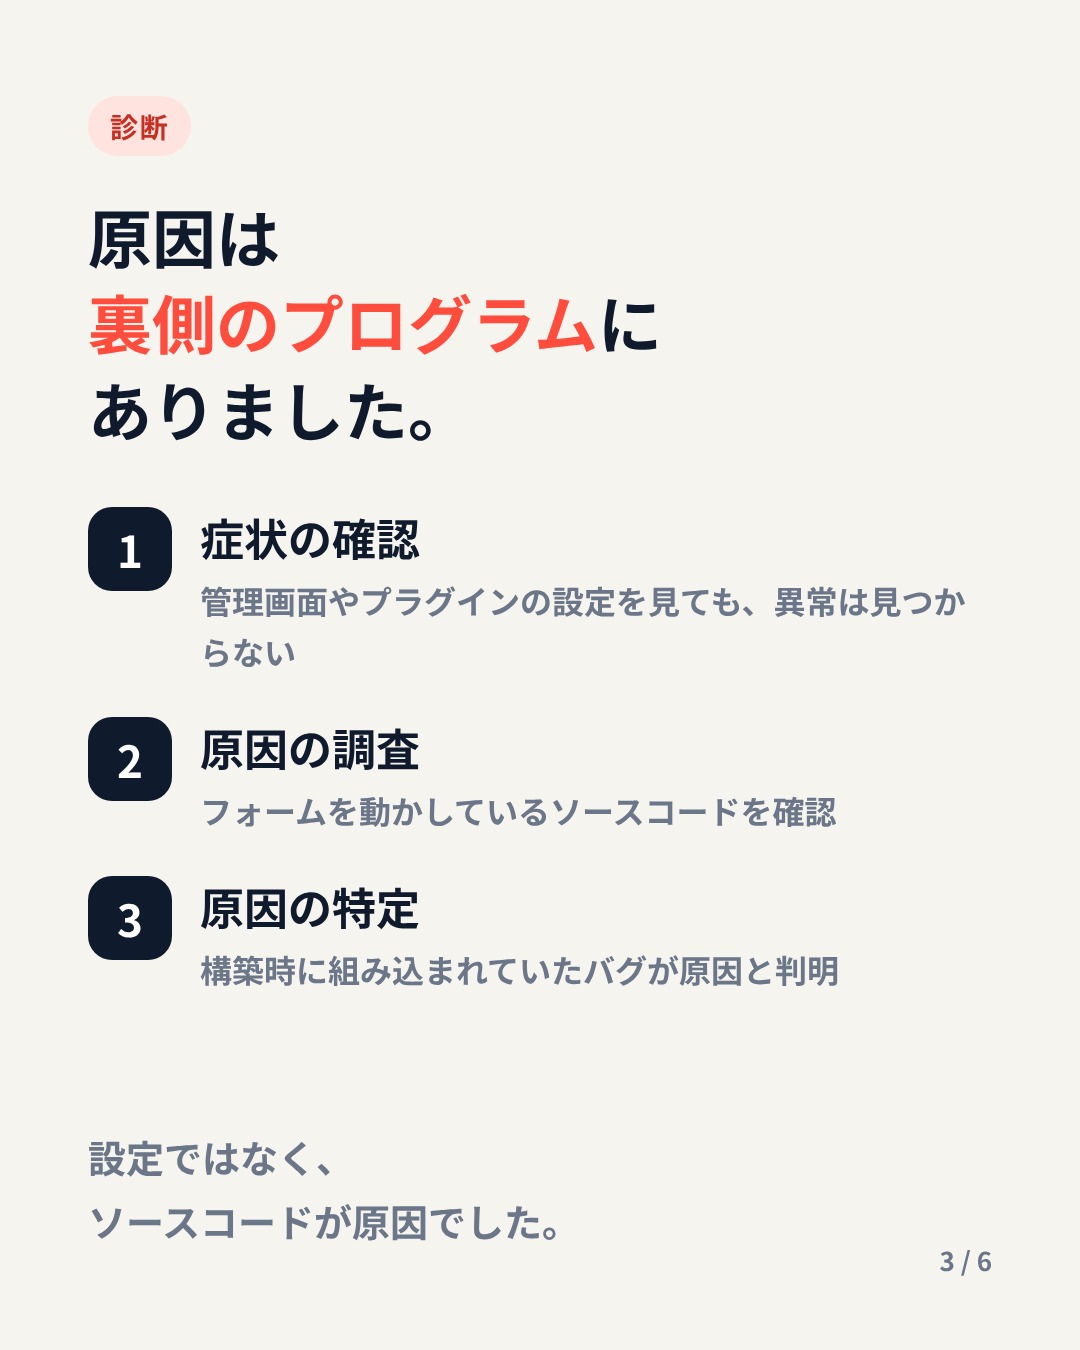 診断
原因は
裏側のプログラムに
ありました。
1
症状の確認
管理画面やプラグインの設定を見ても、異常は見つか
らない
2
原因の調査
フォームを動かしているソースコードを確認
3
原因の特定
構築時に組み込まれていたバグが原因と判明
設定ではなく、
ソースコードが原因でした。
3 / 6